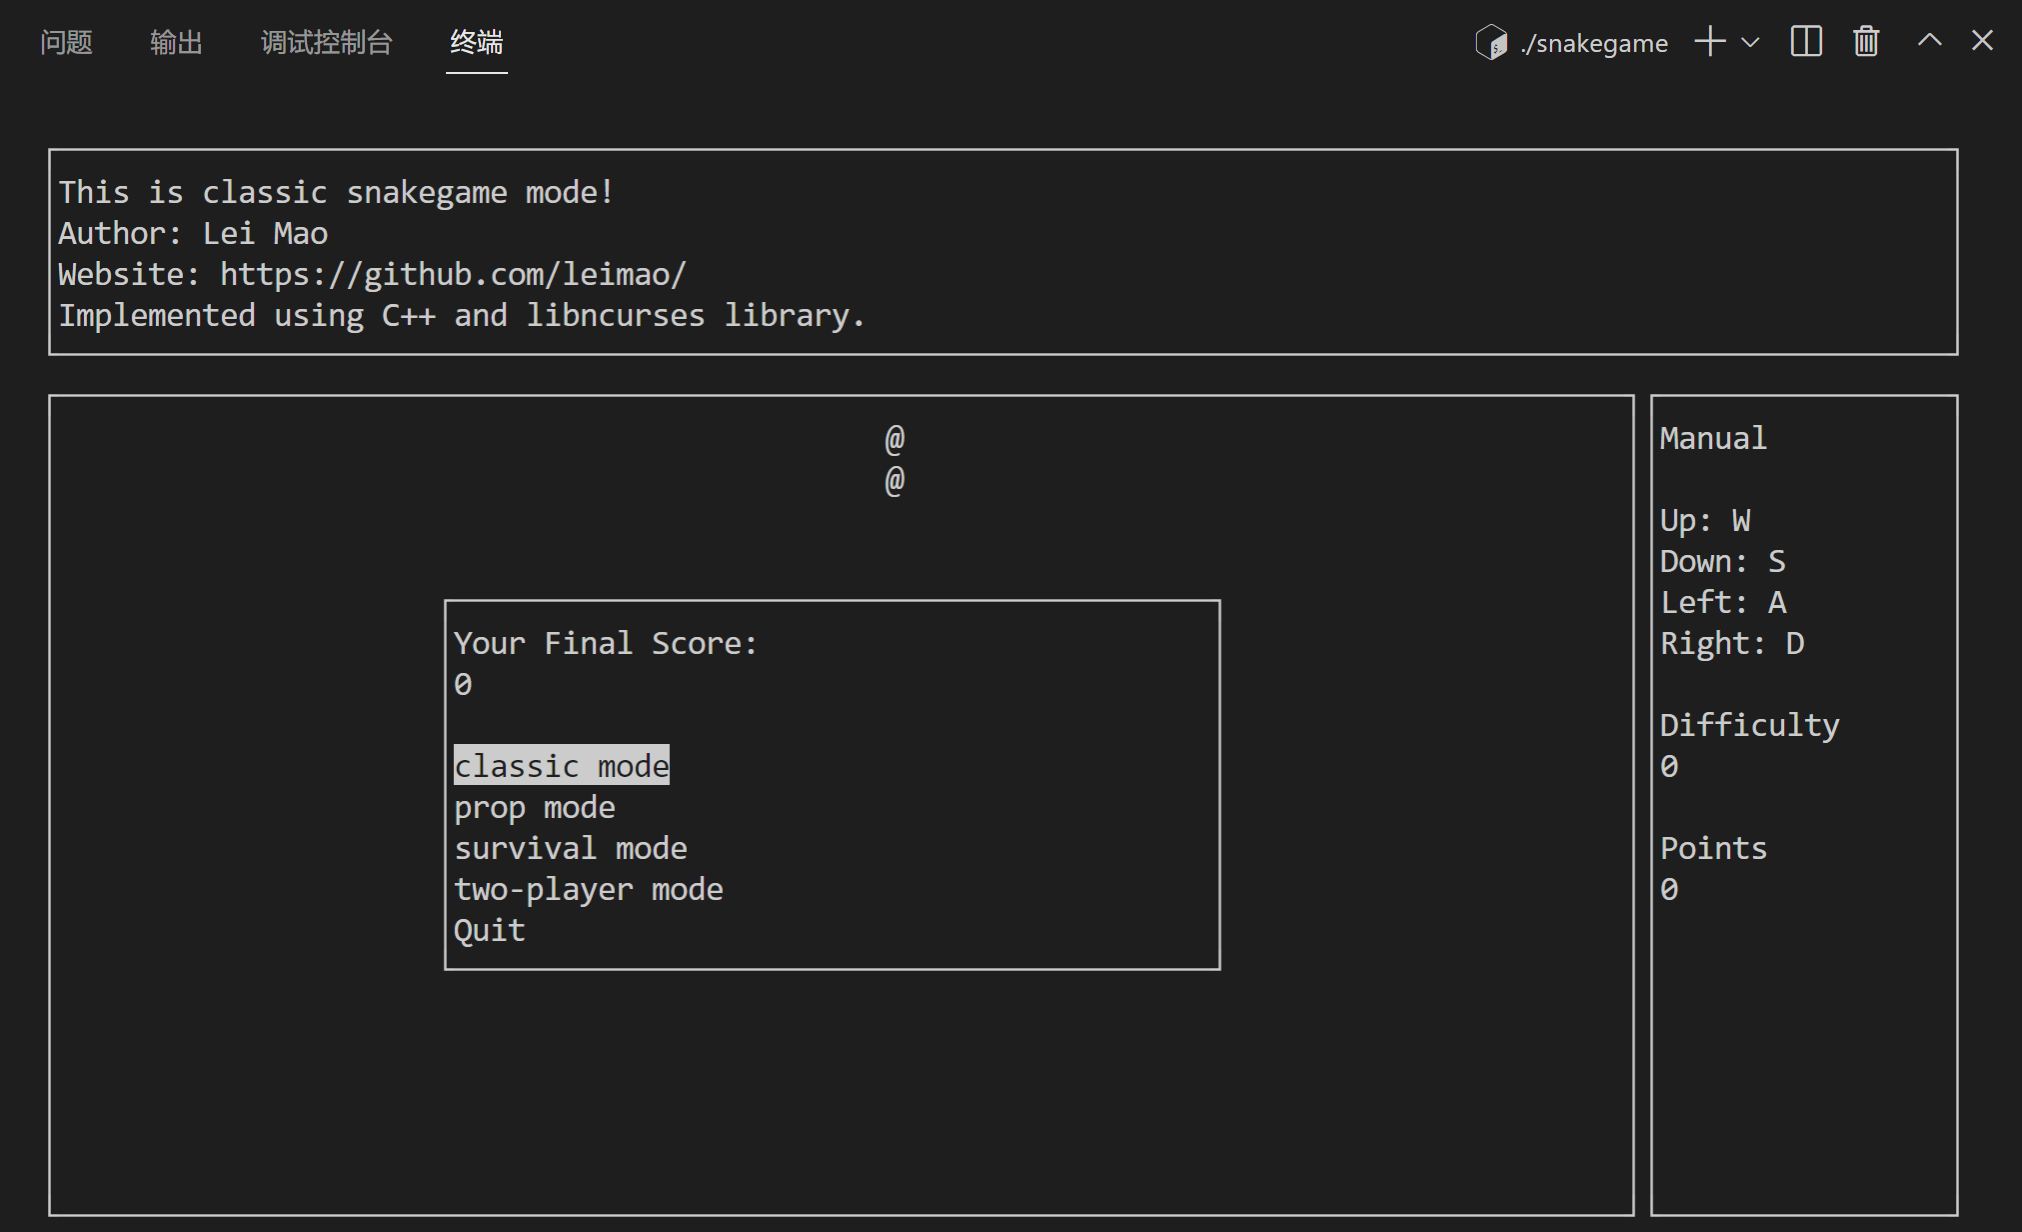 问题 输出 调试控制台 终端 ./snakegame
This is classic snakegame mode!
Author: Lei Mao
Website: https://github.com/leimao/
Implemented using C++ and libncurses library.
@
@
Your Final Score:
0
classic mode
prop mode
survival mode
two-player mode
Quit
Manual
Up: W
Down: S
Left: A
Right: D
Difficulty
0
Points
0